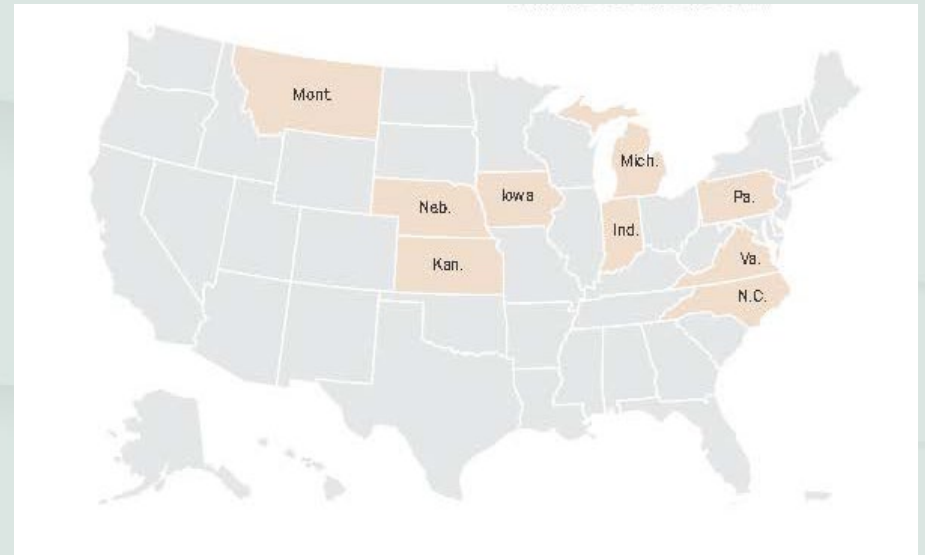 Mont.
Mich.
Neb.
Iowa
Pa.
Ind.
Kan.
Va.
N.C.